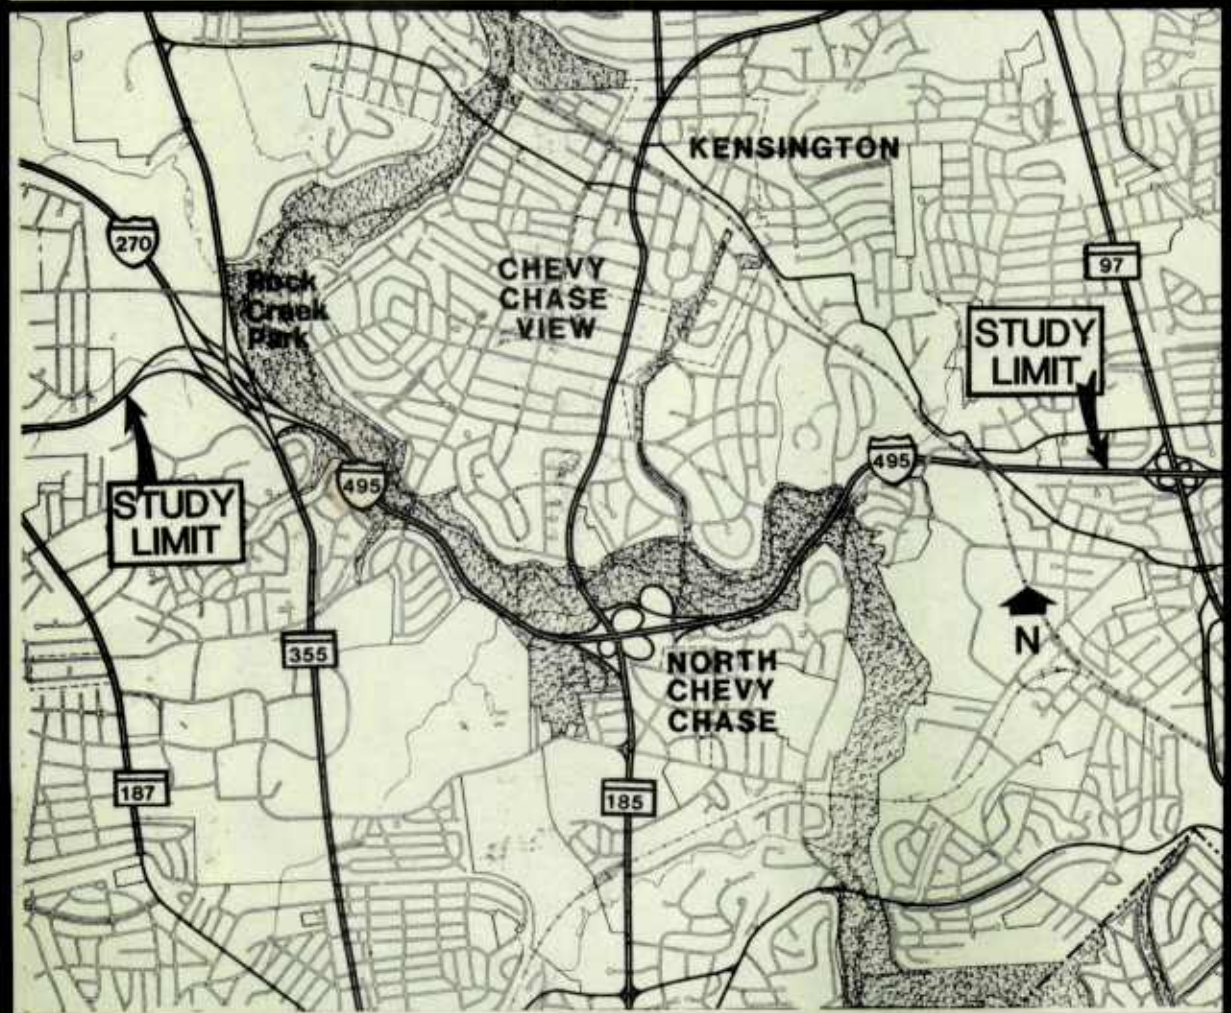 KENSINGTON
270
97
CHEVY
CHASE
VIEW
Rock
Creek
Park
STUDY
LIMIT
495
495
STUDY
LIMIT
N
355
NORTH
CHEVY
CHASE
187
185